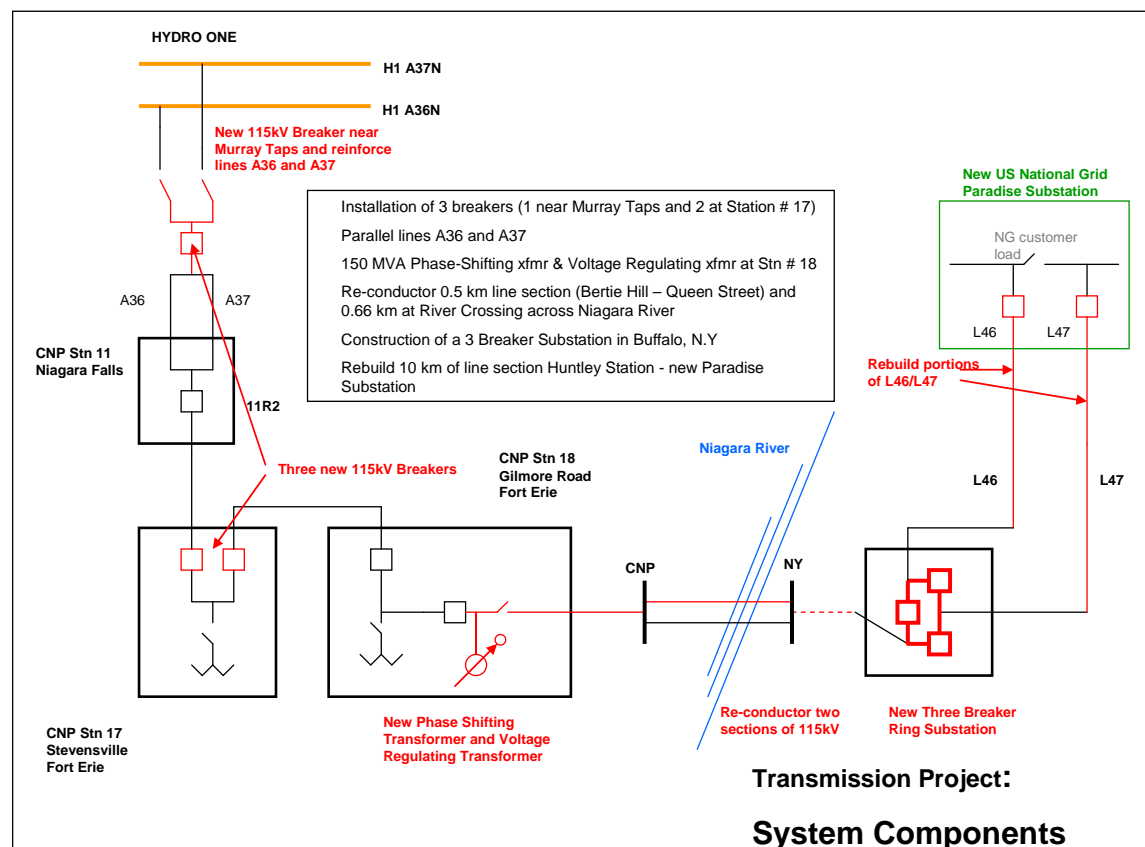 HYDRO ONE
H1 A37N
H1 A36N
New 115kV Breaker near
Murray Taps and reinforce
lines A36 and A37
New US National Grid
Paradise Substation
Installation of 3 breakers (1 near Murray Taps and 2 at Station # 17)
Parallel lines A36 and A37
150 MVA Phase-Shifting xfmr & Voltage Regulating xfmr at Stn # 18
Re-conductor 0.5 km line section (Bertie Hill – Queen Street) and
0.66 km at River Crossing across Niagara River
Construction of a 3 Breaker Substation in Buffalo, N.Y
Rebuild 10 km of line section Huntley Station - new Paradise
Substation
NG customer
load
A36
A37
L46
L47
CNP Stn 11
Niagara Falls
Rebuild portions
of L46/L47
11R2
Three new 115kV Breakers
CNP Stn 18
Gilmore Road
Fort Erie
Niagara River
L46
L47
CNP
NY
CNP Stn 17
Stevensville
Fort Erie
New Phase Shifting
Transformer and Voltage
Regulating Transformer
Re-conductor two
sections of 115kV
New Three Breaker
Ring Substation
Transmission Project:
System Components